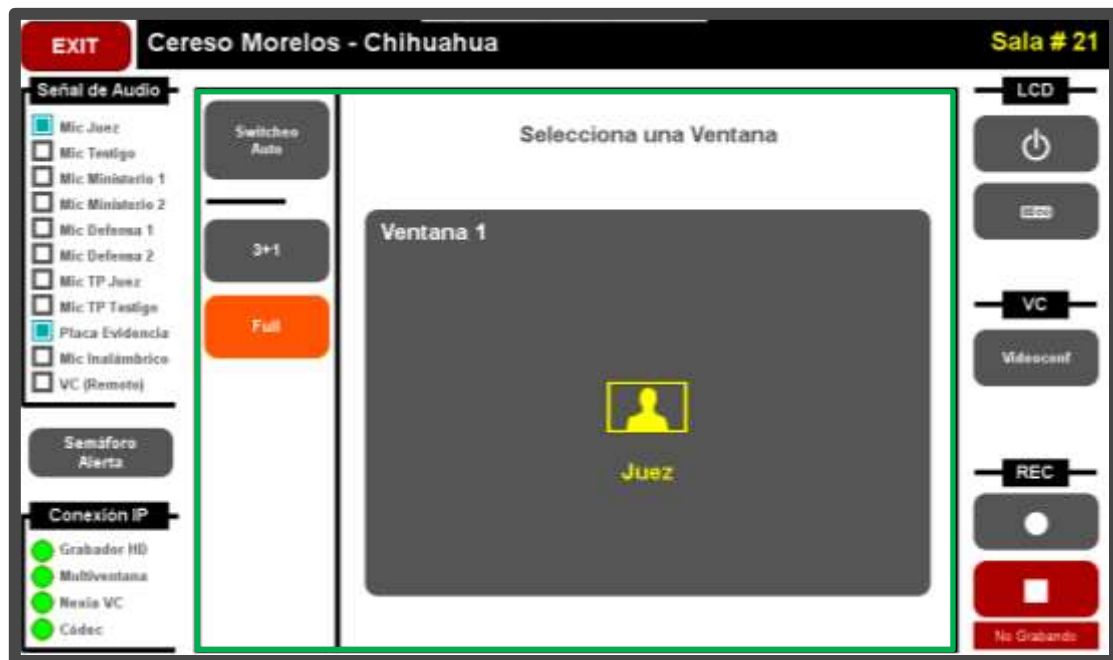 EXIT
Cereso Morelos - Chihuahua
Sala # 21
Señal de Audio
Mic Juez
Mic Testigo
Mic Ministerio 1
Mic Ministerio 2
Mic Defensa 1
Mic Defensa 2
Mic TP Juez
Mic TP Testigo
Placa Evidencia
Mic Inalámbrico
VC (Remoto)
Semáforo
Alerta
Conexión IP
Grabador HD
Multiventana
Nexia VC
Códec
Switcheo
Auto
3+1
Full
Selecciona una Ventana
Ventana 1
Juez
LCD
VC
Videoconf
REC
No Grabando